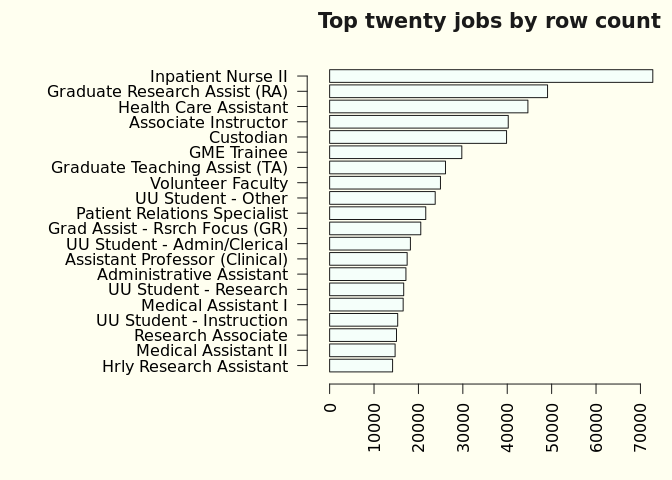 Top twenty jobs by row count
Inpatient Nurse II
Graduate Research Assist (RA)
Health Care Assistant
Associate Instructor
Custodian
GME Trainee
Graduate Teaching Assist (TA)
Volunteer Faculty
UU Student - Other
Patient Relations Specialist
Grad Assist - Rsrch Focus (GR)
UU Student - Admin/Clerical
Assistant Professor (Clinical)
Administrative Assistant
UU Student - Research
Medical Assistant I
UU Student - Instruction
Research Associate
Medical Assistant II
Hrly Research Assistant
0
10000
20000
30000
40000
50000
60000
70000